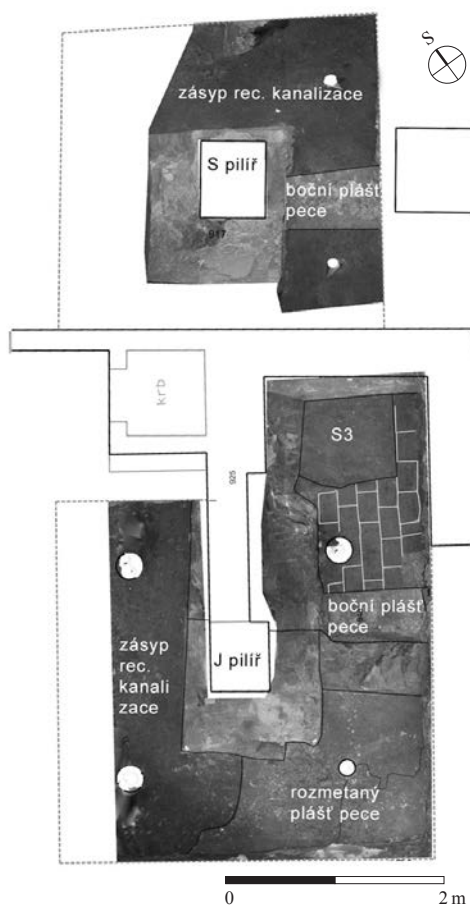 S
zásyp rec. kanalizace
S pilíř
boční plášť
pece
917
krb
S3
925
boční plášť
pece
zásyp
rec.
kanali
zace
J pilíř
rozmetaný
plášť pece
0
2 m